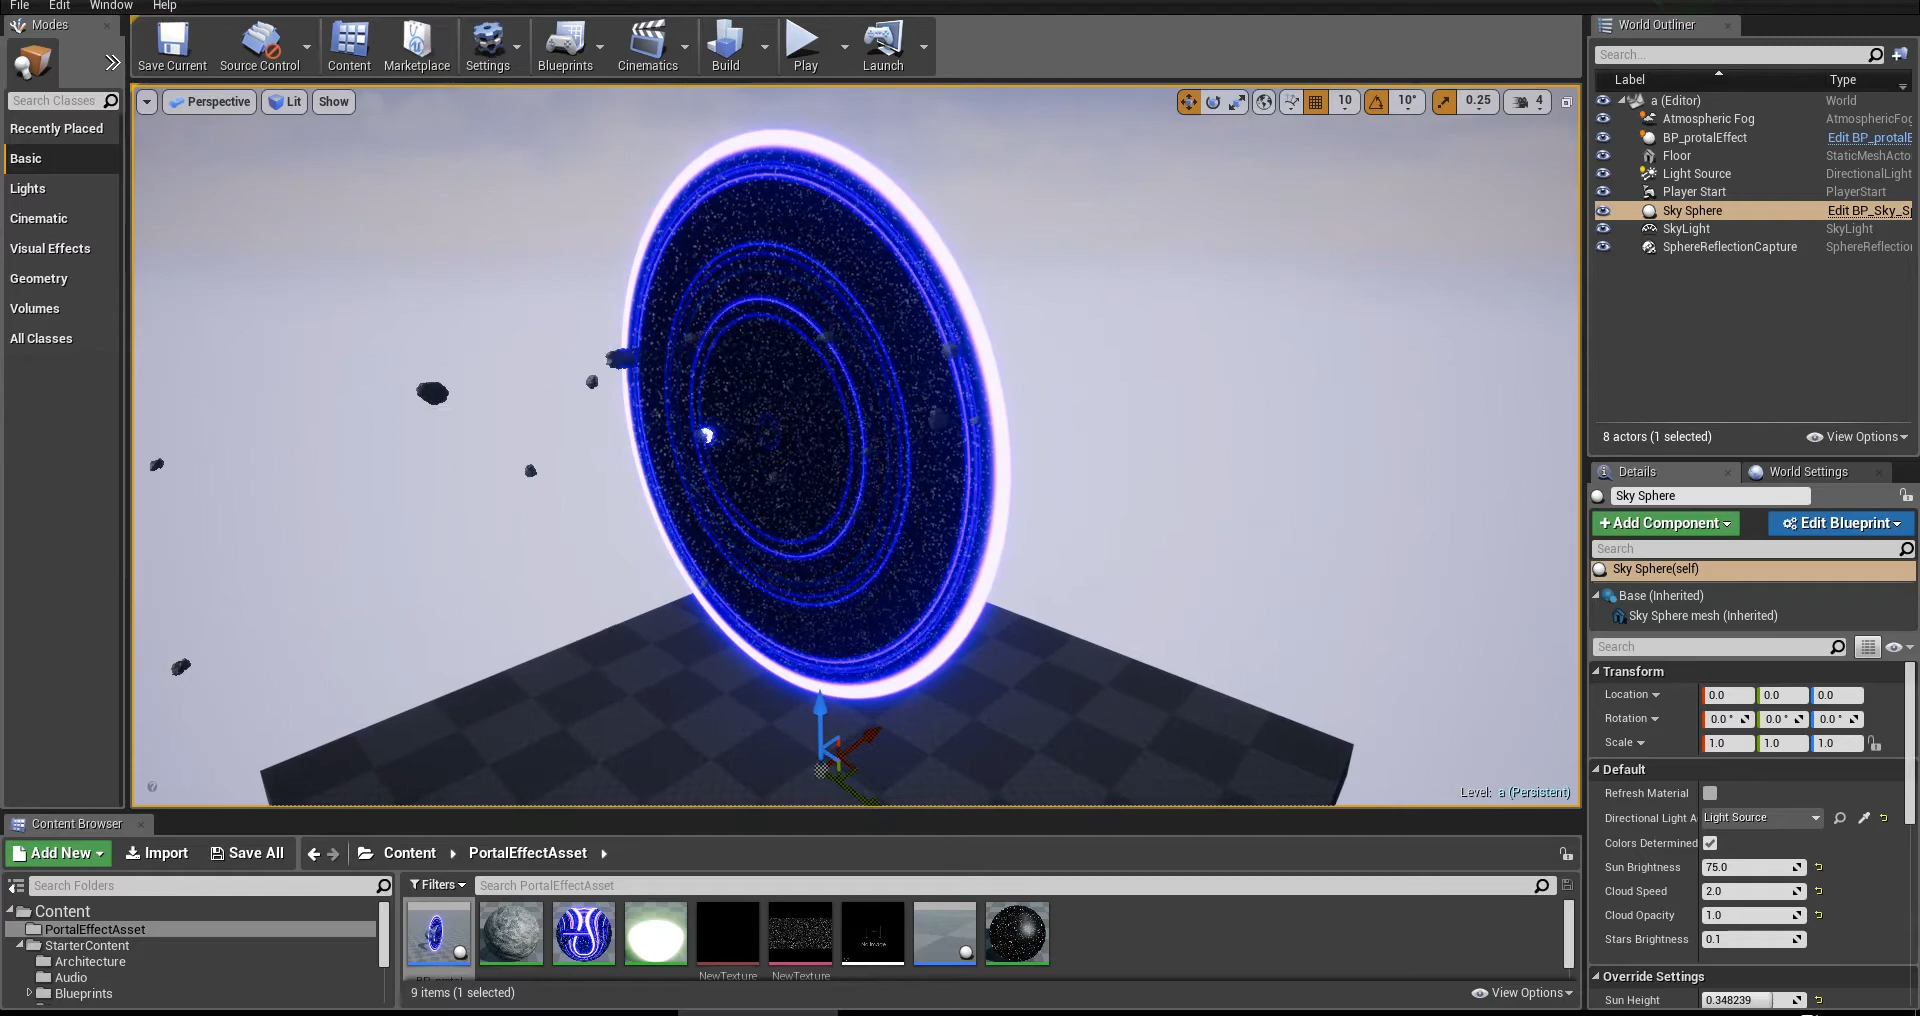 File Edit Window Help
Modes
Search Classes
Recently Placed
Basic
Lights
Cinematic
Visual Effects
Geometry
Volumes
All Classes
Save Current Source Control Content Marketplace Settings Blueprints Cinematics Build Play Launch
Perspective Lit Show
10 10° 0.25 4
Level: a (Persistent)
World Outliner
Search...
Label Type
a (Editor) World
Atmospheric Fog AtmosphericFog
BP_protalEffect Edit BP_protalE
Floor StaticMeshActo
Light Source DirectionalLight
Player Start PlayerStart
Sky Sphere Edit BP_Sky_S
SkyLight SkyLight
SphereReflectionCapture SphereReflection
8 actors (1 selected) View Options
Details World Settings
Sky Sphere
+Add Component Edit Blueprint
Search
Sky Sphere(self)
Base (Inherited)
Sky Sphere mesh (Inherited)
Search
Transform
Location 0.0 0.0 0.0
Rotation 0.0 ° 0.0 ° 0.0 °
Scale 1.0 1.0 1.0
Default
Refresh Material
Directional Light A Light Source
Colors Determined
Sun Brightness 75.0
Cloud Speed 2.0
Cloud Opacity 1.0
Stars Brightness 0.1
Override Settings
Sun Height 0.348239
Content Browser
Add New Import Save All Content PortalEffectAsset
Search Folders
Content
PortalEffectAsset
StarterContent
Architecture
Audio
Blueprints
Filters Search PortalEffectAsset
No Image
NewTexture NewTexture
9 items (1 selected) View Options